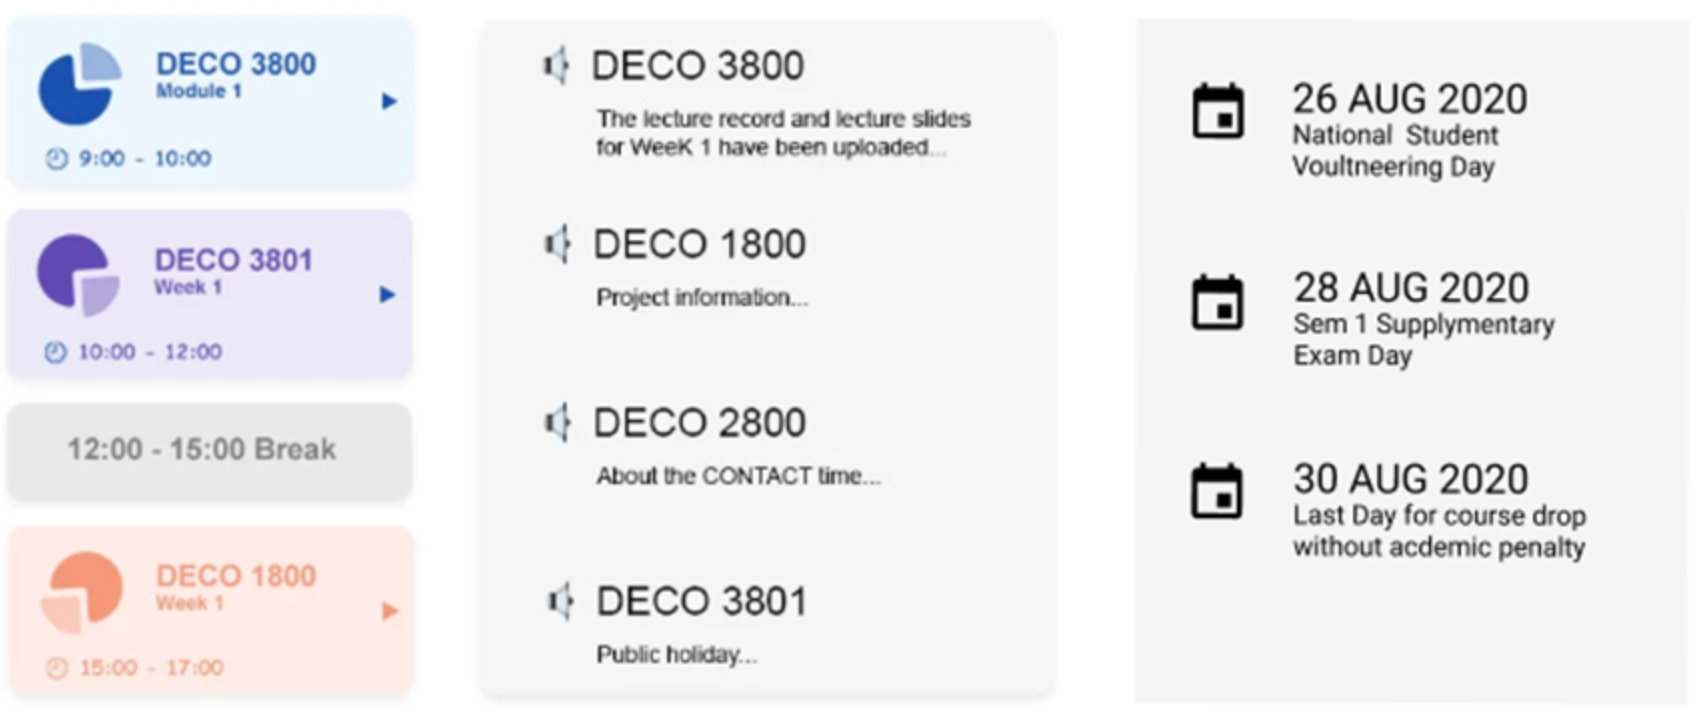 DECO 3800
Module 1
9:00 - 10:00
DECO 3801
Week 1
10:00 - 12:00
12:00 - 15:00 Break
DECO 1800
Week 1
15:00 - 17:00
DECO 3800
The lecture record and lecture slides
for WeeK 1 have been uploaded...
DECO 1800
Project information...
DECO 2800
About the CONTACT time...
DECO 3801
Public holiday...
26 AUG 2020
National Student
Voultneering Day
28 AUG 2020
Sem 1 Supplymentary
Exam Day
30 AUG 2020
Last Day for course drop
without acdemic penalty